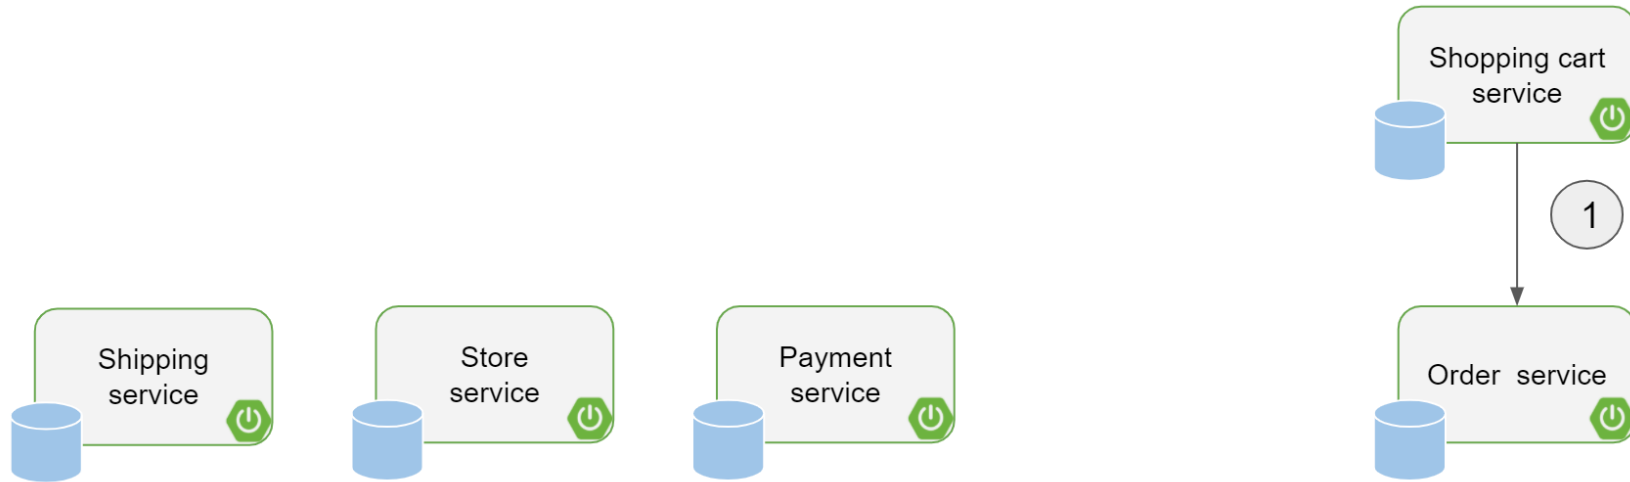 Shopping cart
service
1
Shipping
service
Store
service
Payment
service
Order service